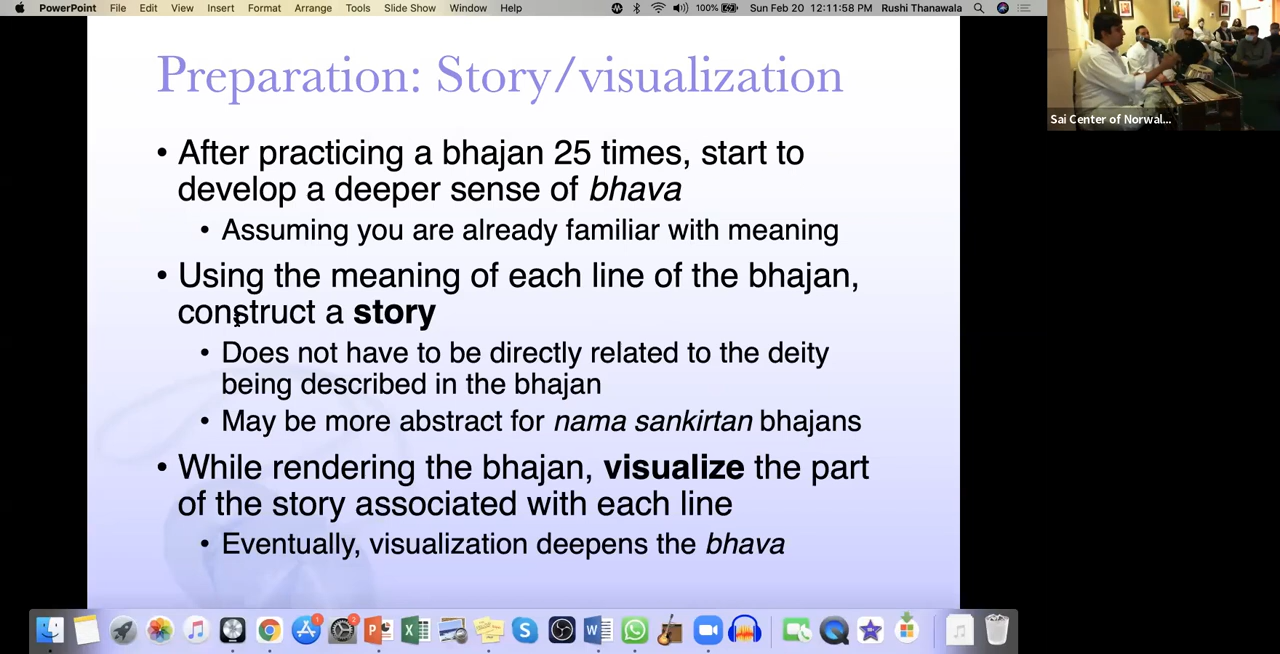 PowerPoint File Edit View Insert Format Arrange Tools Slide Show Window Help 100% Sun Feb 20 12:11:58 PM Rushi Thanawala
Preparation: Story/visualization
Sai Center of Norwal...
• After practicing a bhajan 25 times, start to
develop a deeper sense of bhava
• Assuming you are already familiar with meaning
• Using the meaning of each line of the bhajan,
construct a story
• Does not have to be directly related to the deity
being described in the bhajan
• May be more abstract for nama sankirtan bhajans
• While rendering the bhajan, visualize the part
of the story associated with each line
• Eventually, visualization deepens the bhava